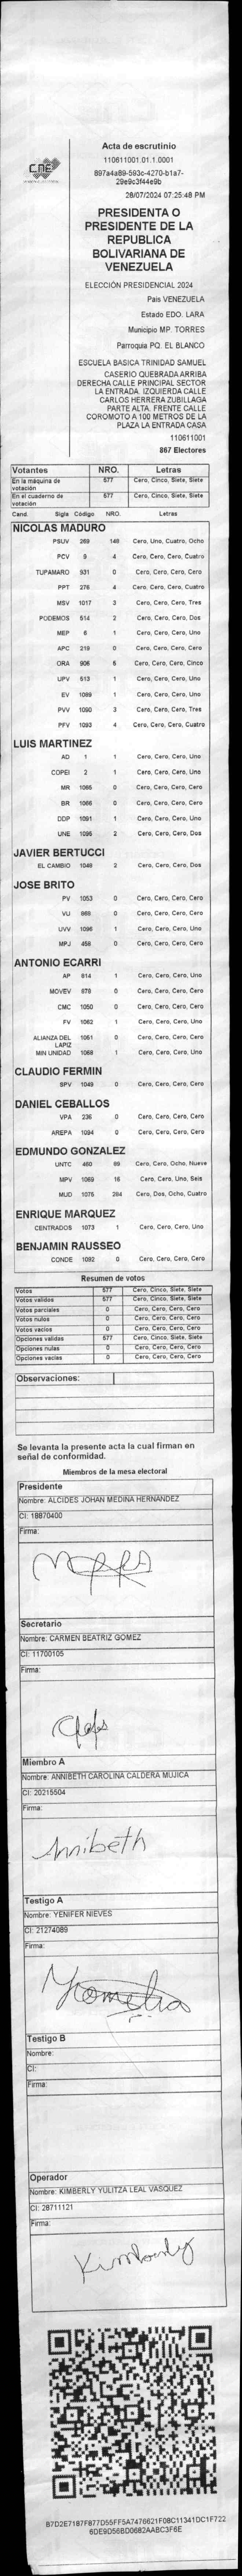 CNE
Acta de escrutinio
110611001.01.1.0001
897a4a89-593c-4270-b1a7-
29e9c3f44e9b
28/07/2024 07:25:48 PM
PRESIDENTA O
PRESIDENTE DE LA
REPUBLICA
BOLIVARIANA DE
VENEZUELA
ELECCIÓN PRESIDENCIAL 2024
Pais VENEZUELA
Estado EDO. LARA
Municipio MP. TORRES
Parroquia PQ. EL BLANCO
ESCUELA BASICA TRINIDAD SAMUEL
CASERIO QUEBRADA ARRIBA
DERECHA CALLE PRINCIPAL SECTOR
LA ENTRADA. IZQUIERDA CALLE
CARLOS HERRERA ZUBILLAGA
PARTE ALTA. FRENTE CALLE
COROMOTO A 100 METROS DE LA
PLAZA LA ENTRADA CASA
110611001
867 Electores
Votantes NRO. Letras
En la máquina de votación 577 Cero, Cinco, Siete, Siete
En el cuaderno de votación 577 Cero, Cinco, Siete, Siete
Cand. Sigla Código NRO. Letras
NICOLAS MADURO
PSUV 269 148 Cero, Uno, Cuatro, Ocho
PCV 9 4 Cero, Cero, Cero, Cuatro
TUPAMARO 931 0 Cero, Cero, Cero, Cero
PPT 276 4 Cero, Cero, Cero, Cuatro
MSV 1017 3 Cero, Cero, Cero, Tres
PODEMOS 514 2 Cero, Cero, Cero, Dos
MEP 6 1 Cero, Cero, Cero, Uno
APC 219 0 Cero, Cero, Cero, Cero
ORA 906 5 Cero, Cero, Cero, Cinco
UPV 513 1 Cero, Cero, Cero, Uno
EV 1089 1 Cero, Cero, Cero, Uno
PVV 1090 3 Cero, Cero, Cero, Tres
PFV 1093 4 Cero, Cero, Cero, Cuatro
LUIS MARTINEZ
AD 1 1 Cero, Cero, Cero, Uno
COPEI 2 1 Cero, Cero, Cero, Uno
MR 1065 0 Cero, Cero, Cero, Cero
BR 1066 0 Cero, Cero, Cero, Cero
DDP 1091 1 Cero, Cero, Cero, Uno
UNE 1095 2 Cero, Cero, Cero, Dos
JAVIER BERTUCCI
EL CAMBIO 1048 2 Cero, Cero, Cero, Dos
JOSE BRITO
PV 1053 0 Cero, Cero, Cero, Cero
VU 868 0 Cero, Cero, Cero, Cero
UVV 1096 1 Cero, Cero, Cero, Uno
MPJ 458 0 Cero, Cero, Cero, Cero
ANTONIO ECARRI
AP 814 1 Cero, Cero, Cero, Uno
MOVEV 878 0 Cero, Cero, Cero, Cero
CMC 1050 0 Cero, Cero, Cero, Cero
FV 1062 1 Cero, Cero, Cero, Uno
ALIANZA DEL LAPIZ 1051 0 Cero, Cero, Cero, Cero
MIN UNIDAD 1068 1 Cero, Cero, Cero, Uno
CLAUDIO FERMIN
SPV 1049 0 Cero, Cero, Cero, Cero
DANIEL CEBALLOS
VPA 236 0 Cero, Cero, Cero, Cero
AREPA 1094 0 Cero, Cero, Cero, Cero
EDMUNDO GONZALEZ
UNTC 480 89 Cero, Cero, Ocho, Nueve
MPV 1069 16 Cero, Cero, Uno, Seis
MUD 1075 284 Cero, Dos, Ocho, Cuatro
ENRIQUE MARQUEZ
CENTRADOS 1073 1 Cero, Cero, Cero, Uno
BENJAMIN RAUSSEO
CONDE 1092 0 Cero, Cero, Cero, Cero
Resumen de votos
Votos 577 Cero, Cinco, Siete, Siete
Votos validos 577 Cero, Cinco, Siete, Siete
Votos parciales 0 Cero, Cero, Cero, Cero
Votos nulos 0 Cero, Cero, Cero, Cero
Votos vacios 0 Cero, Cero, Cero, Cero
Opciones validas 577 Cero, Cinco, Siete, Siete
Opciones nulas 0 Cero, Cero, Cero, Cero
Opciones vacias 0 Cero, Cero, Cero, Cero
Observaciones:
Se levanta la presente acta la cual firman en
señal de conformidad.
Miembros de la mesa electoral
Presidente
Nombre: ALCIDES JOHAN MEDINA HERNANDEZ
CI: 18870400
Firma:
Secretario
Nombre: CARMEN BEATRIZ GOMEZ
CI: 11700105
Firma:
Miembro A
Nombre: ANNIBETH CAROLINA CALDERA MUJICA
CI: 20215504
Firma:
Annibeth
Testigo A
Nombre: YENIFER NIEVES
CI: 21274089
Firma:
Testigo B
Nombre:
CI:
Firma:
Operador
Nombre: KIMBERLY YULITZA LEAL VASQUEZ
CI: 28711121
Firma:
Kimberly
B7D2E7187F877D55FF5A7476621F08C11341DC1F722
6DE9D56BD0682AABC3F6E